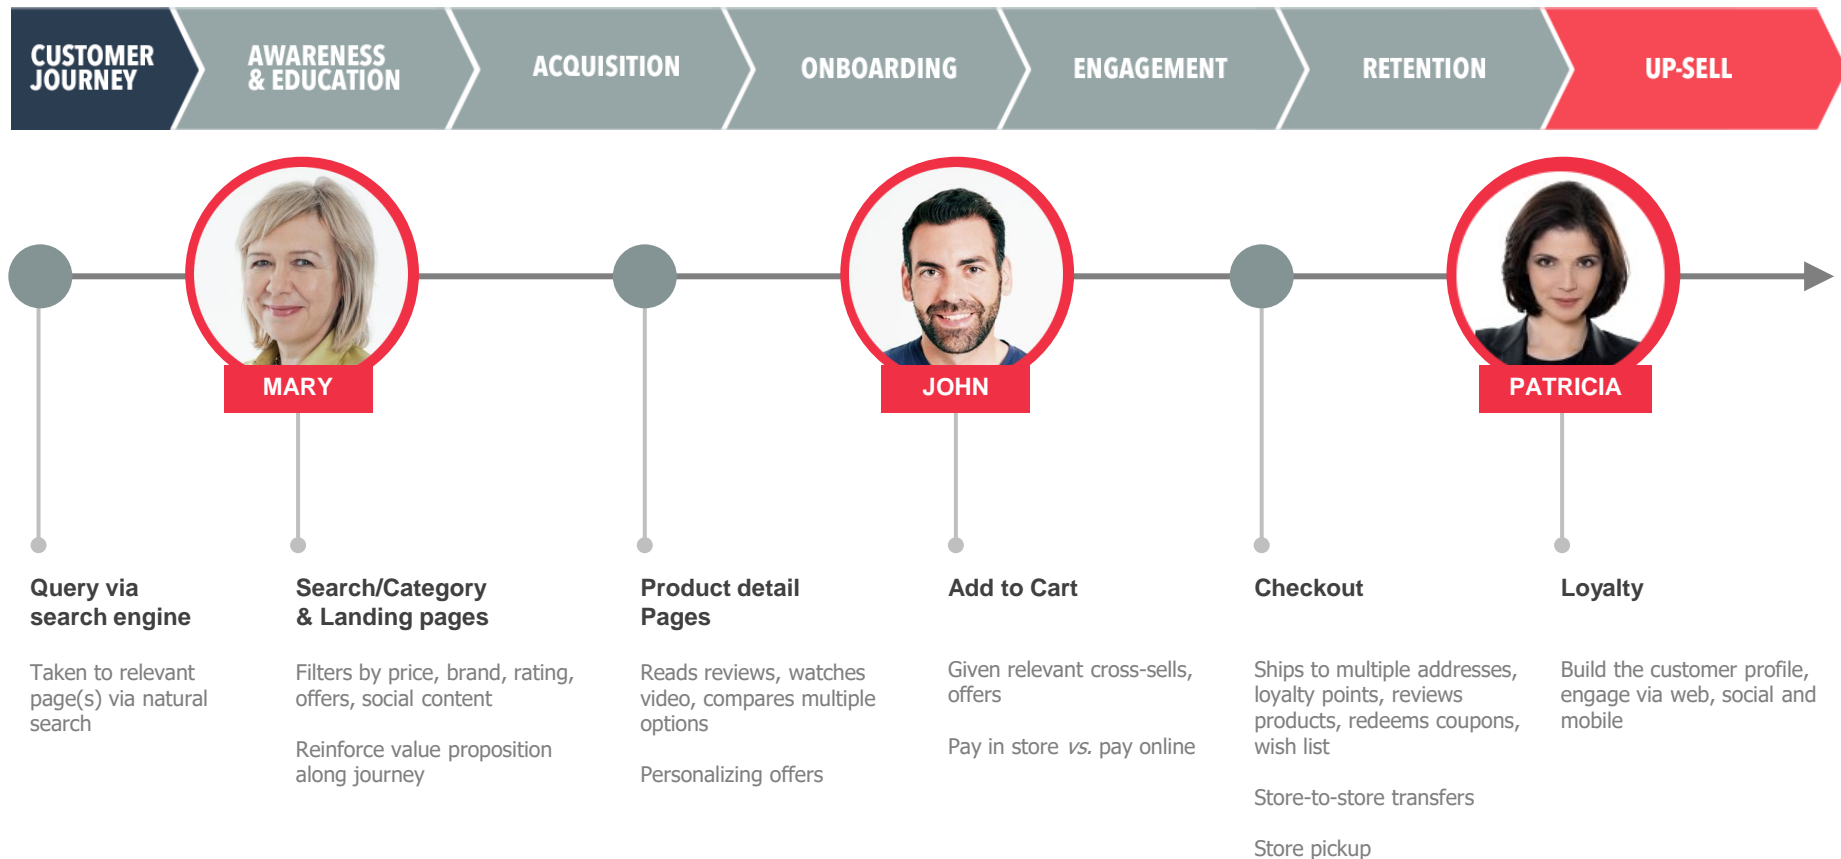 CUSTOMER
JOURNEY
AWARENESS
& EDUCATION
ACQUISITION
ONBOARDING
ENGAGEMENT
RETENTION
UP-SELL
MARY
JOHN
PATRICIA
Query via
search engine
Taken to relevant
page(s) via natural
search
Search/Category
& Landing pages
Filters by price, brand, rating,
offers, social content
Reinforce value proposition
along journey
Product detail
Pages
Reads reviews, watches
video, compares multiple
options
Personalizing offers
Add to Cart
Given relevant cross-sells,
offers
Pay in store vs. pay online
Checkout
Ships to multiple addresses,
loyalty points, reviews
products, redeems coupons,
wish list
Store-to-store transfers
Store pickup
Loyalty
Build the customer profile,
engage via web, social and
mobile